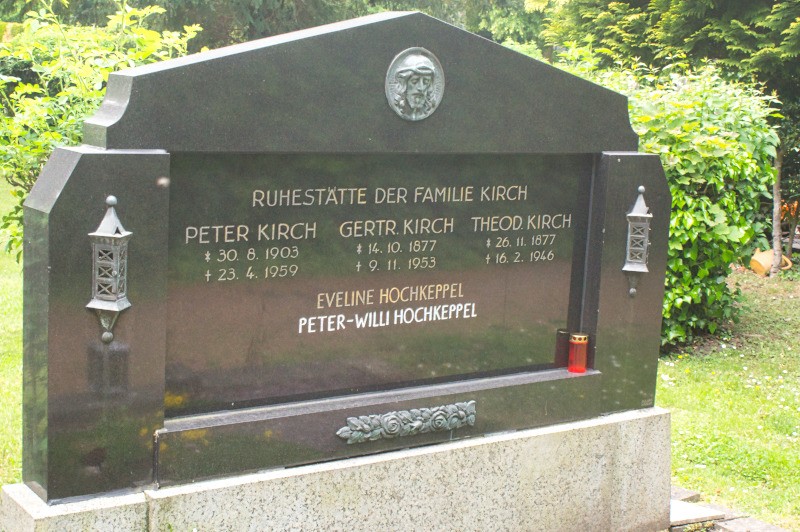 RUHESTÄTTE DER FAMILIE KIRCH
PETER KIRCH GERTR. KIRCH THEOD. KIRCH
* 30. 8. 1903 * 14. 10. 1877 * 26. 11. 1877
† 23. 4. 1959 † 9. 11. 1953 † 16. 2. 1946
EVELINE HOCHKEPPEL
PETER-WILLI HOCHKEPPEL